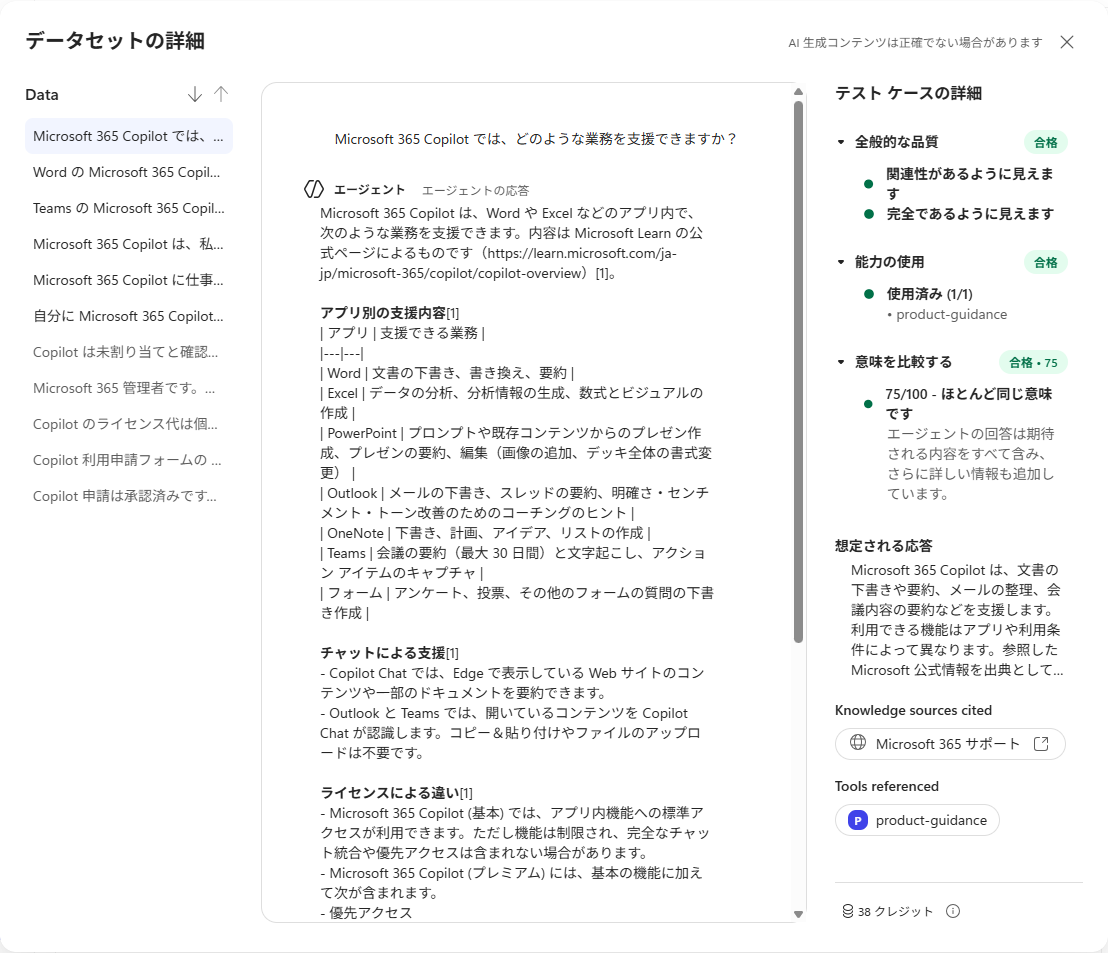 データセットの詳細
AI 生成コンテンツは正確でない場合があります
Data
Microsoft 365 Copilot では、...
Word の Microsoft 365 Copil...
Teams の Microsoft 365 Copil...
Microsoft 365 Copilot は、私...
Microsoft 365 Copilot に仕事...
自分に Microsoft 365 Copilot...
Copilot は未割り当てと確認...
Microsoft 365 管理者です。...
Copilot のライセンス代は個...
Copilot 利用申請フォームの ...
Copilot 申請は承認済みです...
Microsoft 365 Copilot では、どのような業務を支援できますか？
エージェント エージェントの応答
Microsoft 365 Copilot は、Word や Excel などのアプリ内で、
次のような業務を支援できます。内容は Microsoft Learn の公
式ページによるものです（https://learn.microsoft.com/ja-
jp/microsoft-365/copilot/copilot-overview）[1]。
アプリ別の支援内容[1]
| アプリ | 支援できる業務 |
|---|---|
| Word | 文書の下書き、書き換え、要約 |
| Excel | データの分析、分析情報の生成、数式とビジュアルの
作成 |
| PowerPoint | プロンプトや既存コンテンツからのプレゼン作
成、プレゼンの要約、編集（画像の追加、デッキ全体の書式変
更） |
| Outlook | メールの下書き、スレッドの要約、明確さ・センチ
メント・トーン改善のためのコーチングのヒント |
| OneNote | 下書き、計画、アイデア、リストの作成 |
| Teams | 会議の要約（最大 30 日間）と文字起こし、アクショ
ン アイテムのキャプチャ |
| フォーム | アンケート、投票、その他のフォームの質問の下書
き作成 |
チャットによる支援[1]
- Copilot Chat では、Edge で表示している Web サイトのコン
テンツや一部のドキュメントを要約できます。
- Outlook と Teams では、開いているコンテンツを Copilot
Chat が認識します。コピー＆貼り付けやファイルのアップロ
ードは不要です。
ライセンスによる違い[1]
- Microsoft 365 Copilot (基本) では、アプリ内機能への標準ア
クセスが利用できます。ただし機能は制限され、完全なチャッ
ト統合や優先アクセスは含まれない場合があります。
- Microsoft 365 Copilot (プレミアム) には、基本の機能に加え
て次が含まれます。
- 優先アクセス
テスト ケースの詳細
全般的な品質 合格
関連性があるように見えま
す
完全であるように見えます
能力の使用 合格
使用済み (1/1)
• product-guidance
意味を比較する 合格・75
75/100 - ほとんど同じ意味
です
エージェントの回答は期待
される内容をすべて含み、
さらに詳しい情報も追加し
ています。
想定される応答
Microsoft 365 Copilot は、文書の
下書きや要約、メールの整理、会
議内容の要約などを支援します。
利用できる機能はアプリや利用条
件によって異なります。参照した
Microsoft 公式情報を出典として...
Knowledge sources cited
Microsoft 365 サポート
Tools referenced
P product-guidance
38 クレジット